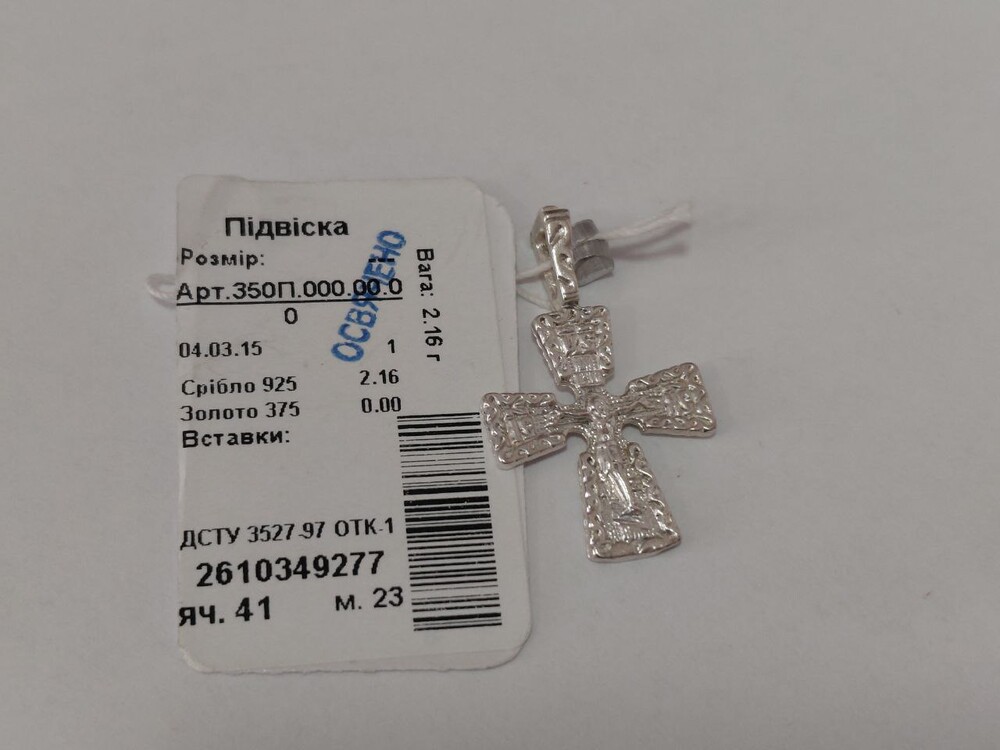 Підвіска
Розмір: ---
Арт.350П.000.00.0
0
04.03.15 1
Срібло 925 2.16
Золото 375 0.00
Вставки:
ДСТУ 3527-97 ОТК-1
2610349277
яч. 41 м. 23
Вага: 2.16 г
ОСВЯЧЕНО